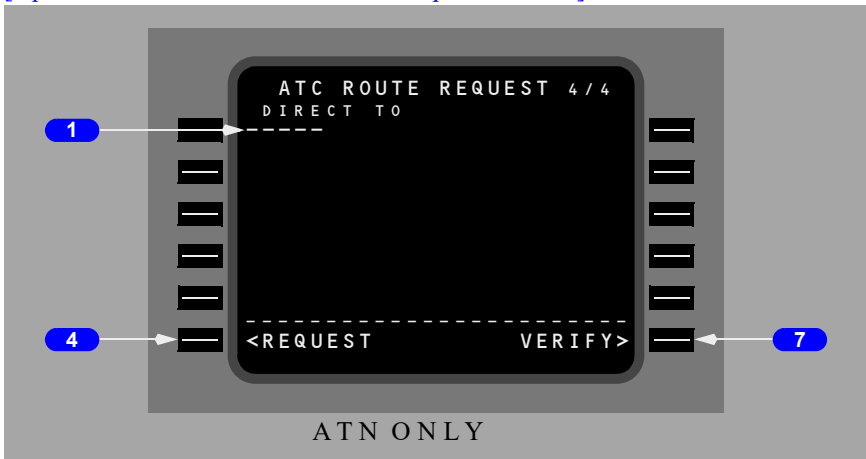 ATC ROUTE REQUEST 4/4
DIRECT TO
-----
1
------------------------
4
<REQUEST VERIFY>
7
ATN ONLY